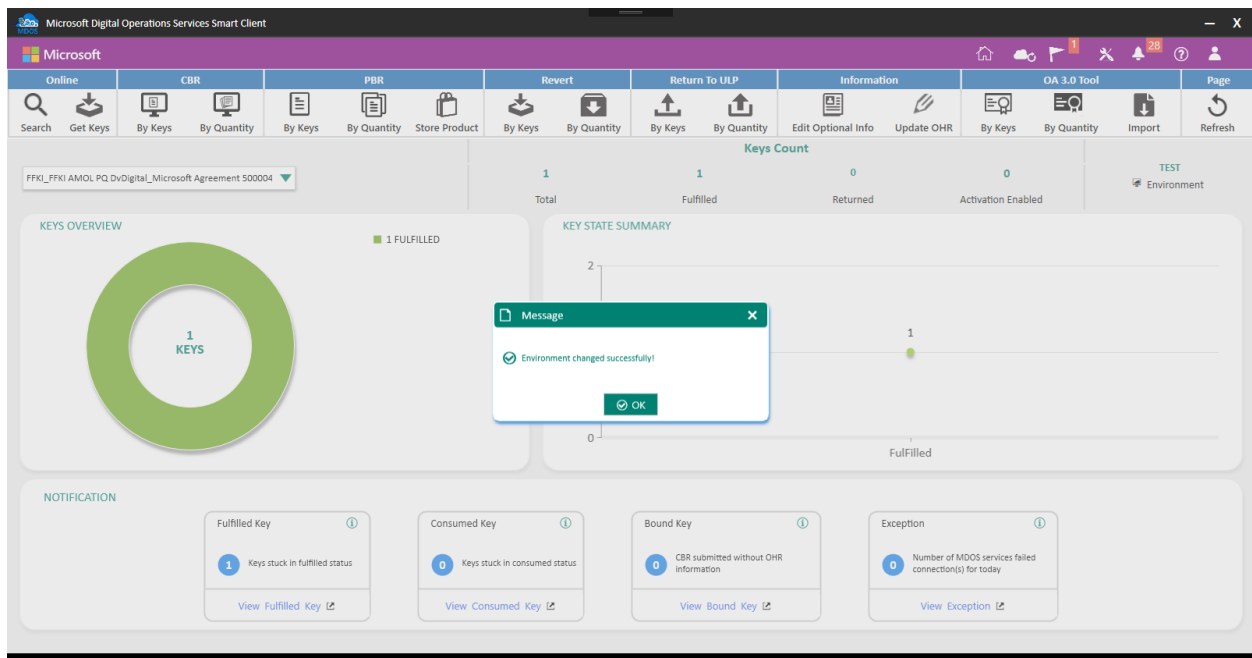 MDOS Microsoft Digital Operations Services Smart Client
Microsoft 1 28
Online CBR PBR Revert Return To ULP Information OA 3.0 Tool Page
Search Get Keys By Keys By Quantity By Keys By Quantity Store Product By Keys By Quantity By Keys By Quantity Edit Optional Info Update OHR By Keys By Quantity Import Refresh
Keys Count
FFKI_FFKI AMOL PQ DvDigital_Microsoft Agreement 500004
1 1 0 0
Total Fulfilled Returned Activation Enabled
TEST
Environment
KEYS OVERVIEW
1 FULFILLED
1
KEYS
KEY STATE SUMMARY
2
1
0
FulFilled
Message
Environment changed successfully!
OK
NOTIFICATION
Fulfilled Key
1 Keys stuck in fulfilled status
View Fulfilled Key
Consumed Key
0 Keys stuck in consumed status
View Consumed Key
Bound Key
0 CBR submitted without OHR
information
View Bound Key
Exception
0 Number of MDOS services failed
connection(s) for today
View Exception